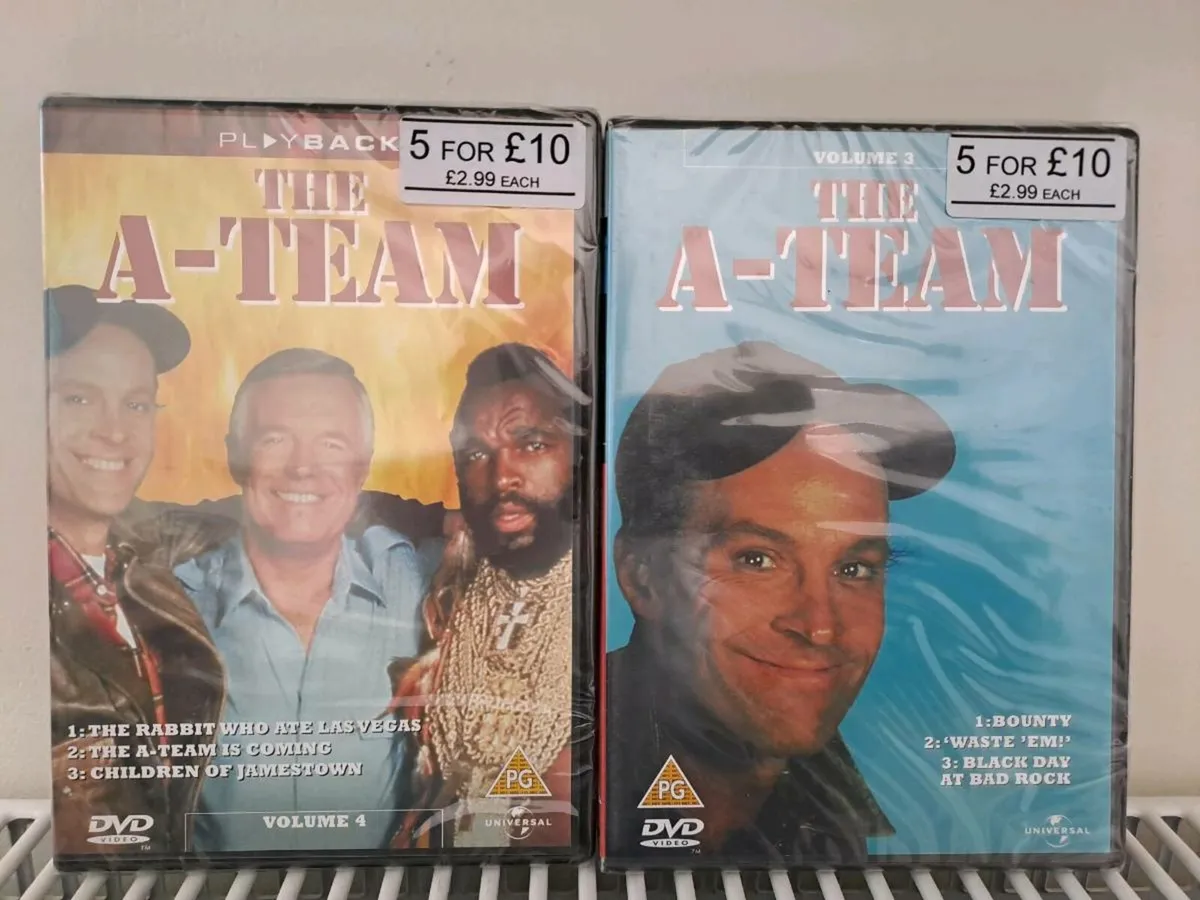 PLAYBACK
5 FOR £10
£2.99 EACH
THE
A-TEAM
1: THE RABBIT WHO ATE LAS VEGAS
2: THE A-TEAM IS COMING
3: CHILDREN OF JAMESTOWN
PG
DVD
VIDEO
TM
VOLUME 4
UNIVERSAL
VOLUME 3
5 FOR £10
£2.99 EACH
THE
A-TEAM
1: BOUNTY
2: 'WASTE 'EM!'
3: BLACK DAY
AT BAD ROCK
PG
DVD
VIDEO
TM
UNIVERSAL